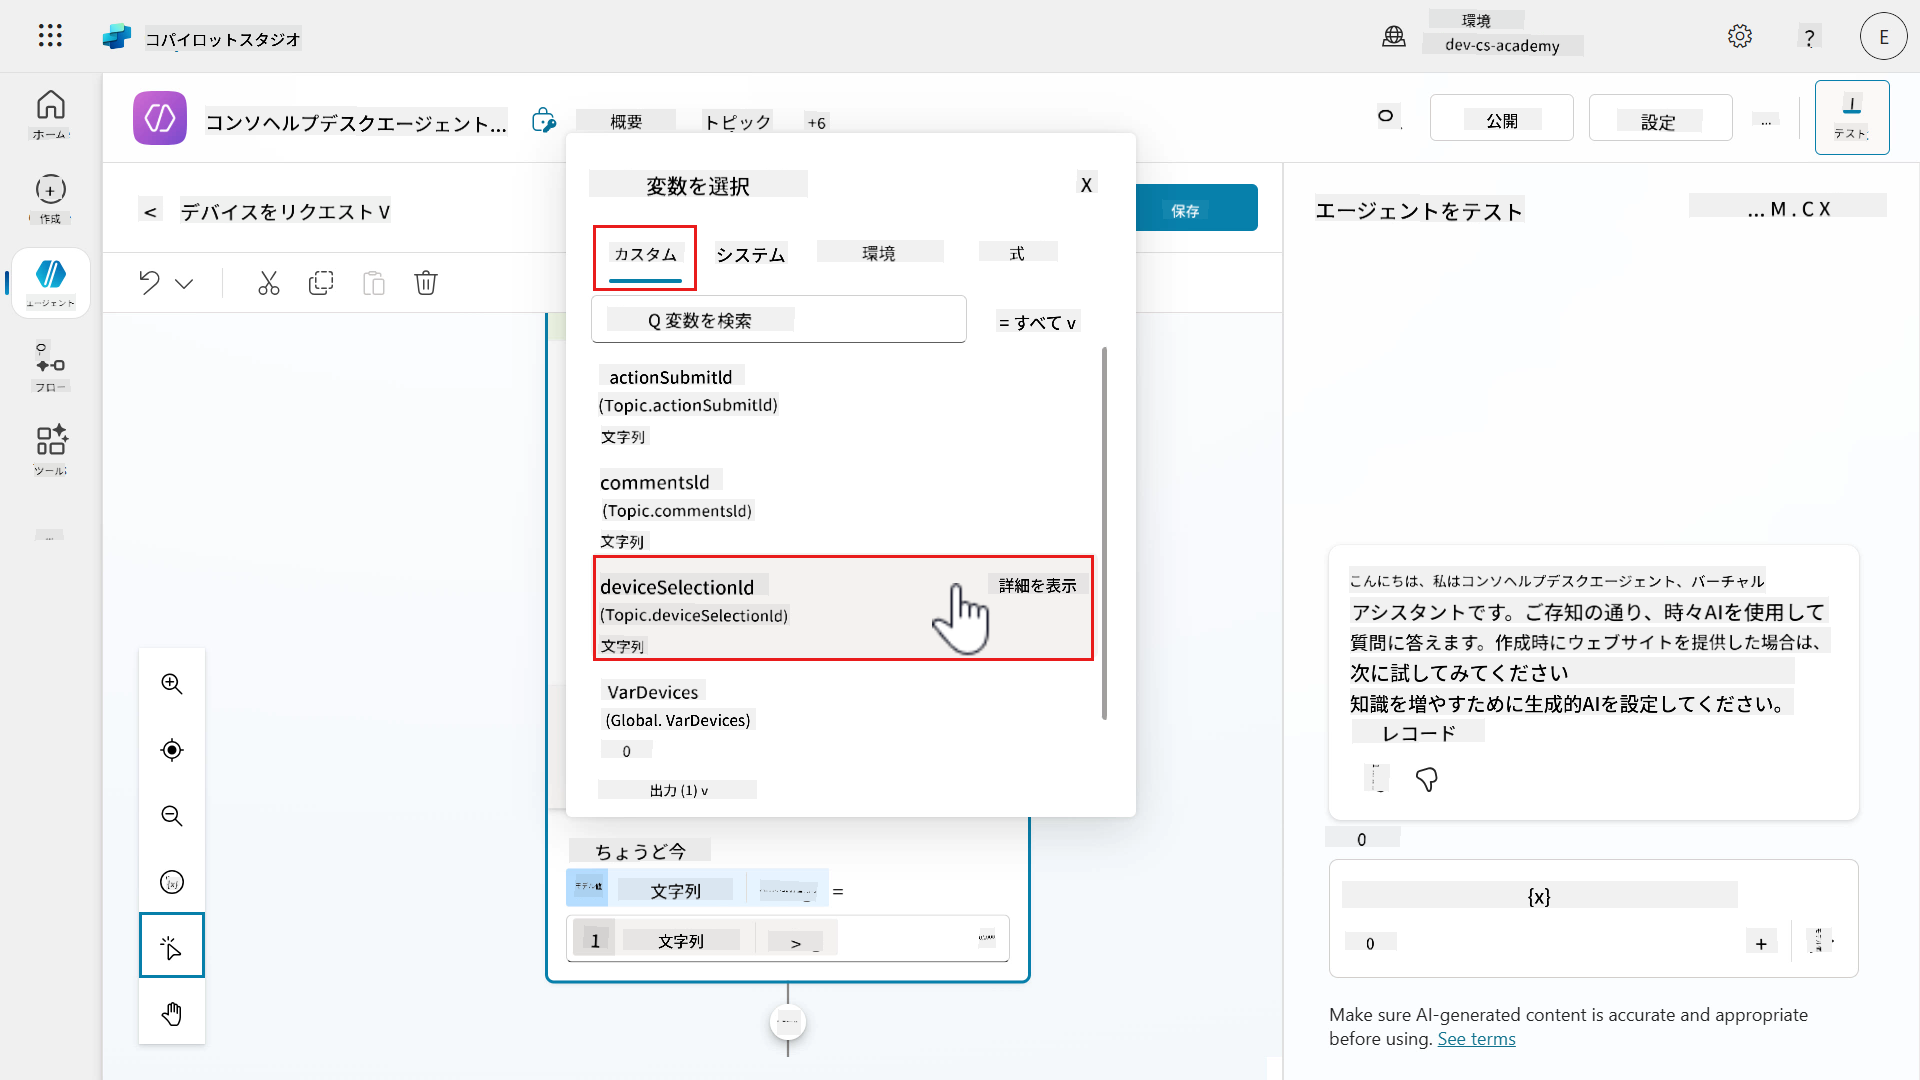 コパイロットスタジオ
環境
dev-cs-academy
?
E
ホーム
作成
エージェント
フロー
ツール
コンソヘルプデスクエージェント...
概要
トピック
+6
公開
設定
...
テスト
< デバイスをリクエスト V
保存
変数を選択
X
カスタム
システム
環境
式
Q 変数を検索
= すべて v
actionSubmitld
(Topic.actionSubmitld)
文字列
commentsld
(Topic.commentsld)
文字列
deviceSelectionld
(Topic.deviceSelectionld)
文字列
詳細を表示
VarDevices
(Global. VarDevices)
0
出力 (1) v
ちょうど今
モデル値
文字列
=
1
文字列
>
エージェントをテスト
... M . C X
こんにちは、私はコンソヘルプデスクエージェント、バーチャル
アシスタントです。ご存知の通り、時々AIを使用して
質問に答えます。作成時にウェブサイトを提供した場合は、
次に試してみてください
知識を増やすために生成的AIを設定してください。
レコード
0
{x}
0
+
Make sure AI-generated content is accurate and appropriate
before using. See terms